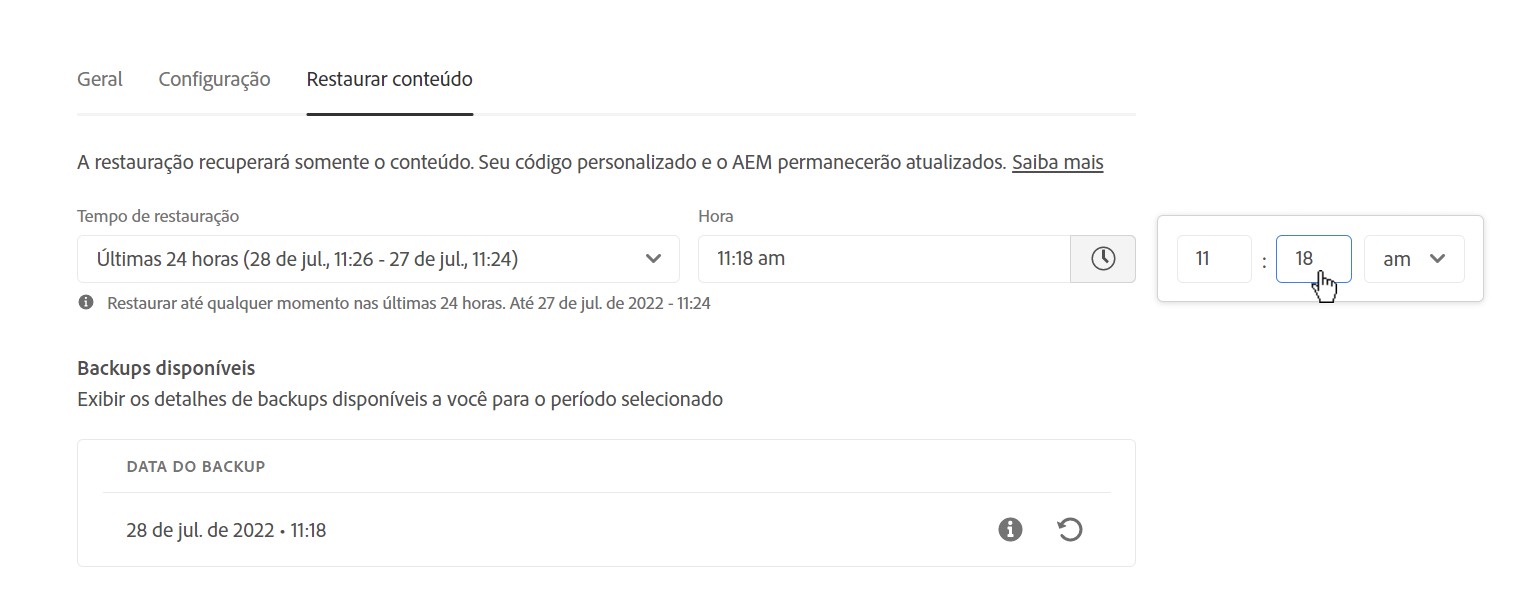 Geral Configuração Restaurar conteúdo
A restauração recuperará somente o conteúdo. Seu código personalizado e o AEM permanecerão atualizados. Saiba mais
Tempo de restauração Hora
Últimas 24 horas (28 de jul., 11:26 - 27 de jul., 11:24) 11:18 am 11 : 18 am
Restaurar até qualquer momento nas últimas 24 horas. Até 27 de jul. de 2022 - 11:24
Backups disponíveis
Exibir os detalhes de backups disponíveis a você para o período selecionado
DATA DO BACKUP
28 de jul. de 2022 • 11:18